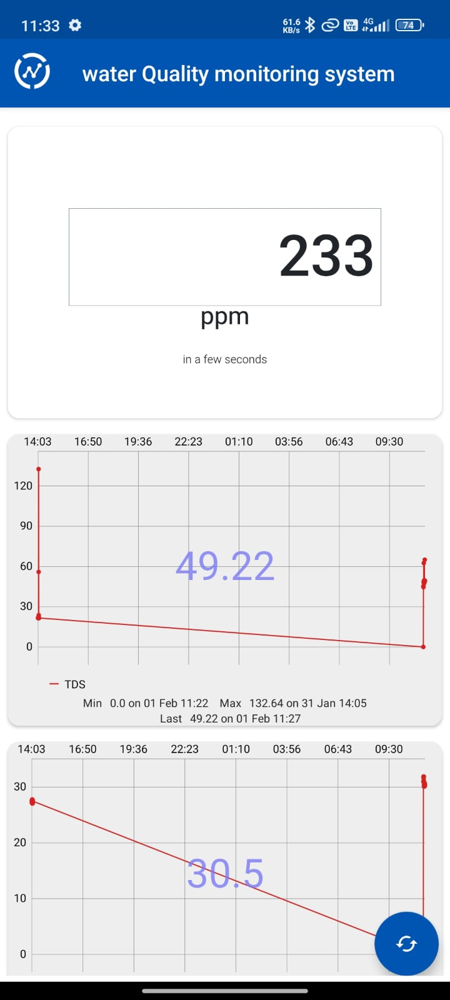 11:33
61.6 KB/s
Vo LTE
4G
74
water Quality monitoring system
233
ppm
in a few seconds
14:03 16:50 19:36 22:23 01:10 03:56 06:43 09:30
120
90
60
49.22
30
0
TDS
Min 0.0 on 01 Feb 11:22 Max 132.64 on 31 Jan 14:05
Last 49.22 on 01 Feb 11:27
14:03 16:50 19:36 22:23 01:10 03:56 06:43 09:30
30
20
30.5
10
0